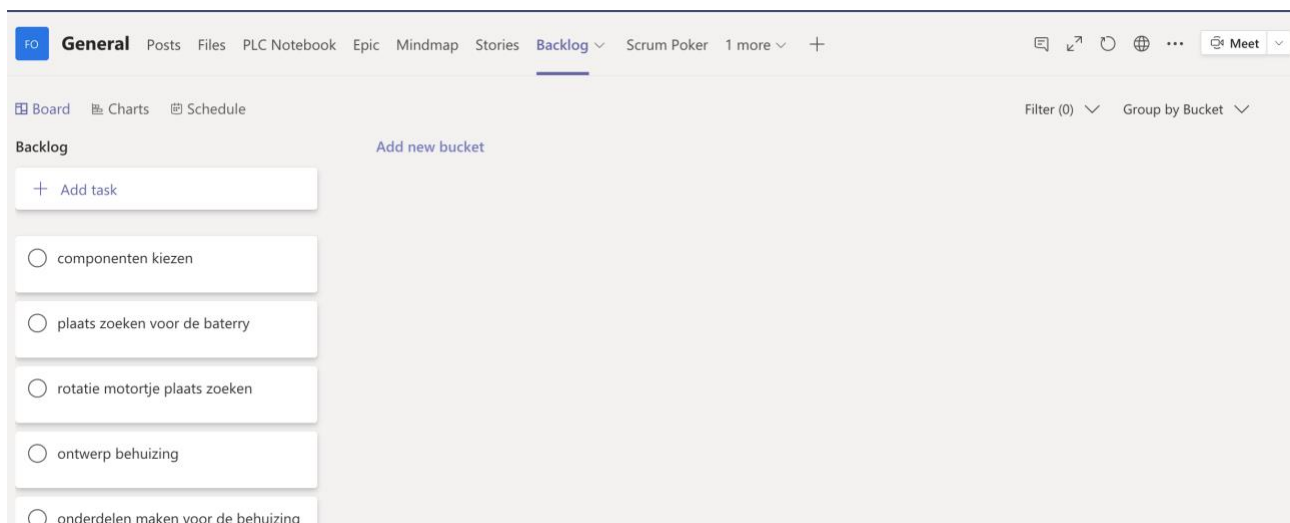 FO General Posts Files PLC Notebook Epic Mindmap Stories Backlog Scrum Poker 1 more Meet
Board Charts Schedule Filter (0) Group by Bucket
Backlog Add new bucket
Add task
componenten kiezen
plaats zoeken voor de baterry
rotatie motortje plaats zoeken
ontwerp behuizing
onderdelen maken voor de behuizing